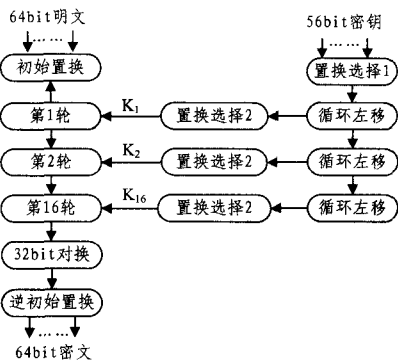 64bit明文 56bit密钥
……  ……
初始置换 置换选择1
第1轮 K1 置换选择2 循环左移
第2轮 K2 置换选择2 循环左移
第16轮 K16 置换选择2 循环左移
32bit对换
逆初始置换
……
64bit密文